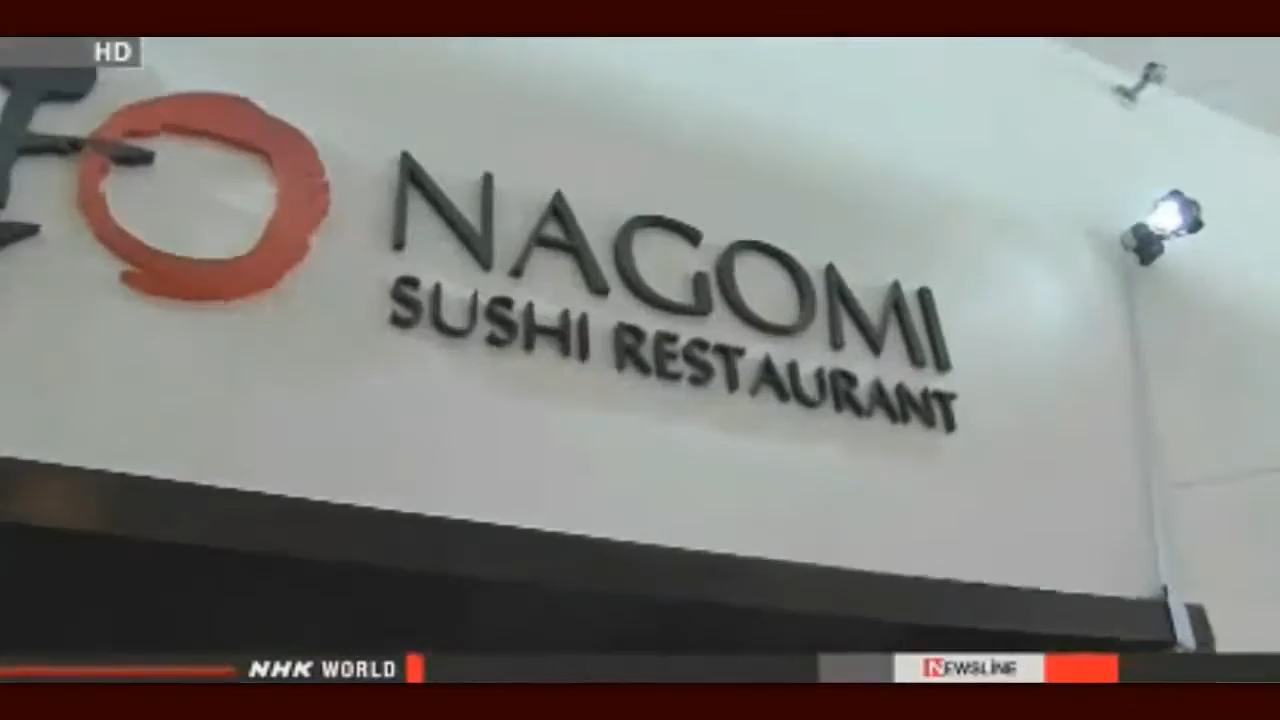 HD
NAGOMI
SUSHI RESTAURANT
NHK WORLD
NEWSLINE